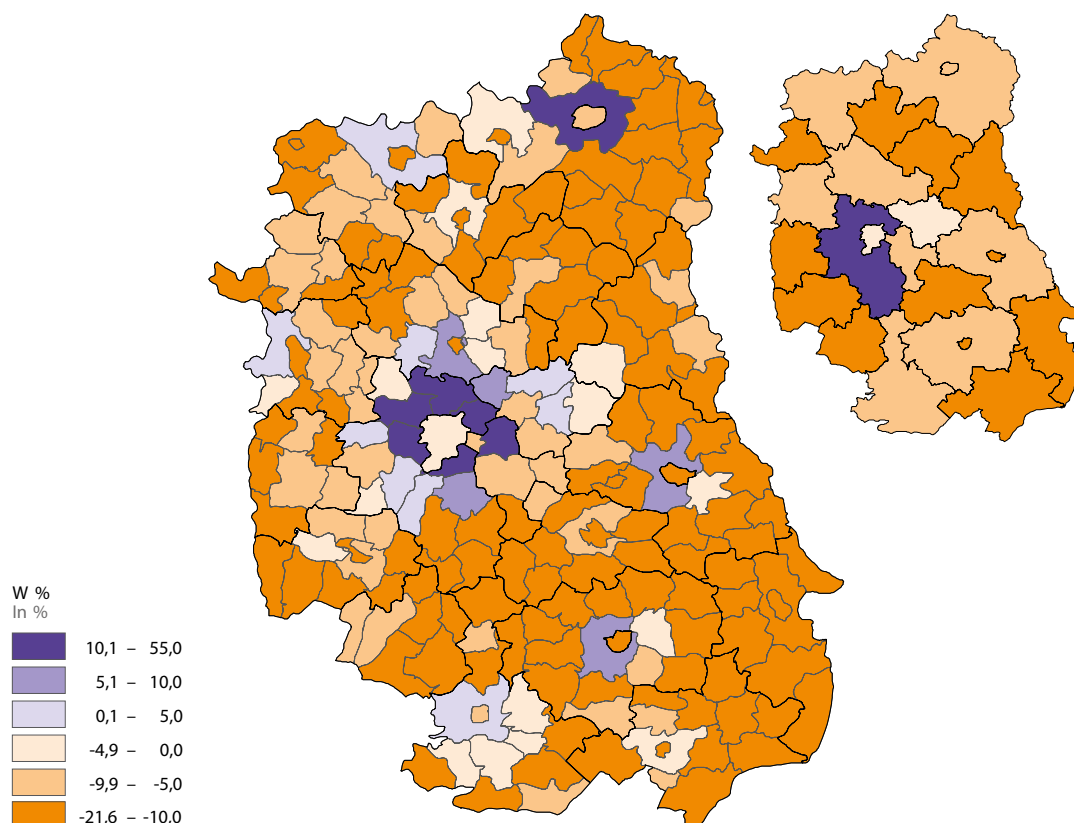 W %
In %
10,1 – 55,0
5,1 – 10,0
0,1 – 5,0
-4,9 – 0,0
-9,9 – -5,0
-21,6 – -10,0